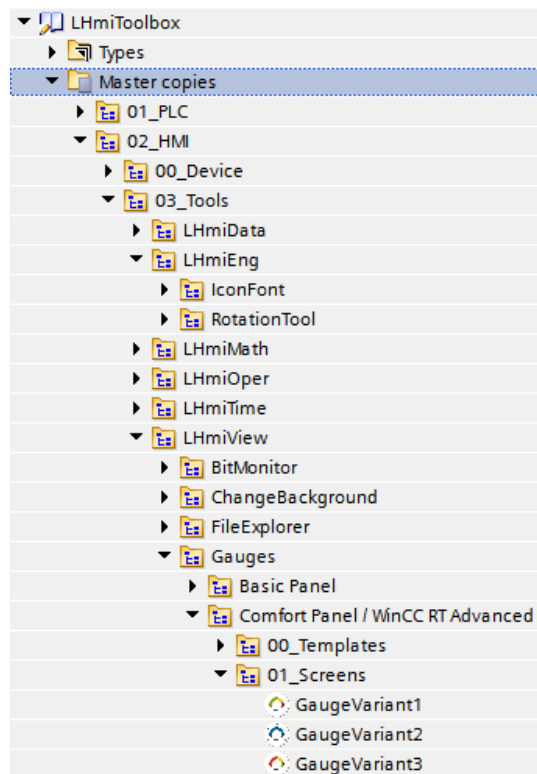 LHmiToolbox
Types
Master copies
01_PLC
02_HMI
00_Device
03_Tools
LHmiData
LHmiEng
IconFont
RotationTool
LHmiMath
LHmiOper
LHmiTime
LHmiView
BitMonitor
ChangeBackground
FileExplorer
Gauges
Basic Panel
Comfort Panel / WinCC RT Advanced
00_Templates
01_Screens
GaugeVariant1
GaugeVariant2
GaugeVariant3